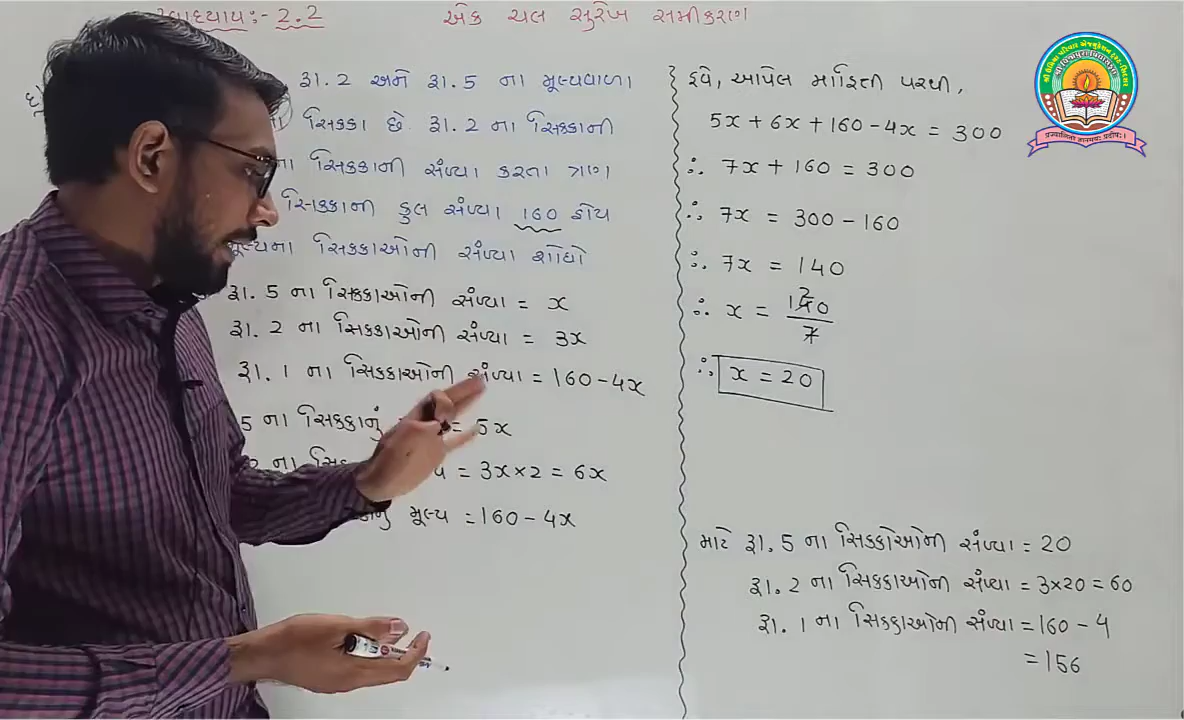 સ્વાધ્યાય:- 2.2
એક ચલ સુરેખ સમીકરણ
રૂા. 2 અને રૂા. 5 ના મૂલ્યવાળા
સિક્કા છે. રૂા. 2 ના સિક્કાની
ના સિક્કાની સંખ્યા કરતા ત્રણ
સિક્કાની કુલ સંખ્યા 160 હોય
મૂલ્યના સિક્કાઓની સંખ્યા શોધો
રૂા. 5 ના સિક્કાઓની સંખ્યા = x
રૂા. 2 ના સિક્કાઓની સંખ્યા = 3x
રૂા. 1 ના સિક્કાઓની સંખ્યા = 160 - 4x
5 ના સિક્કાનું = 5x
ના = 3x × 2 = 6x
મૂલ્ય = 160 - 4x
હવે, આપેલ માહિતી પરથી,
5x + 6x + 160 - 4x = 300
∴ 7x + 160 = 300
∴ 7x = 300 - 160
∴ 7x = 140
∴ x = 140/7
2
∴ x = 20
માટે રૂા. 5 ના સિક્કાઓની સંખ્યા = 20
રૂા. 2 ના સિક્કાઓની સંખ્યા = 3×20 = 60
રૂા. 1 ના સિક્કાઓની સંખ્યા = 160 - 4
= 156